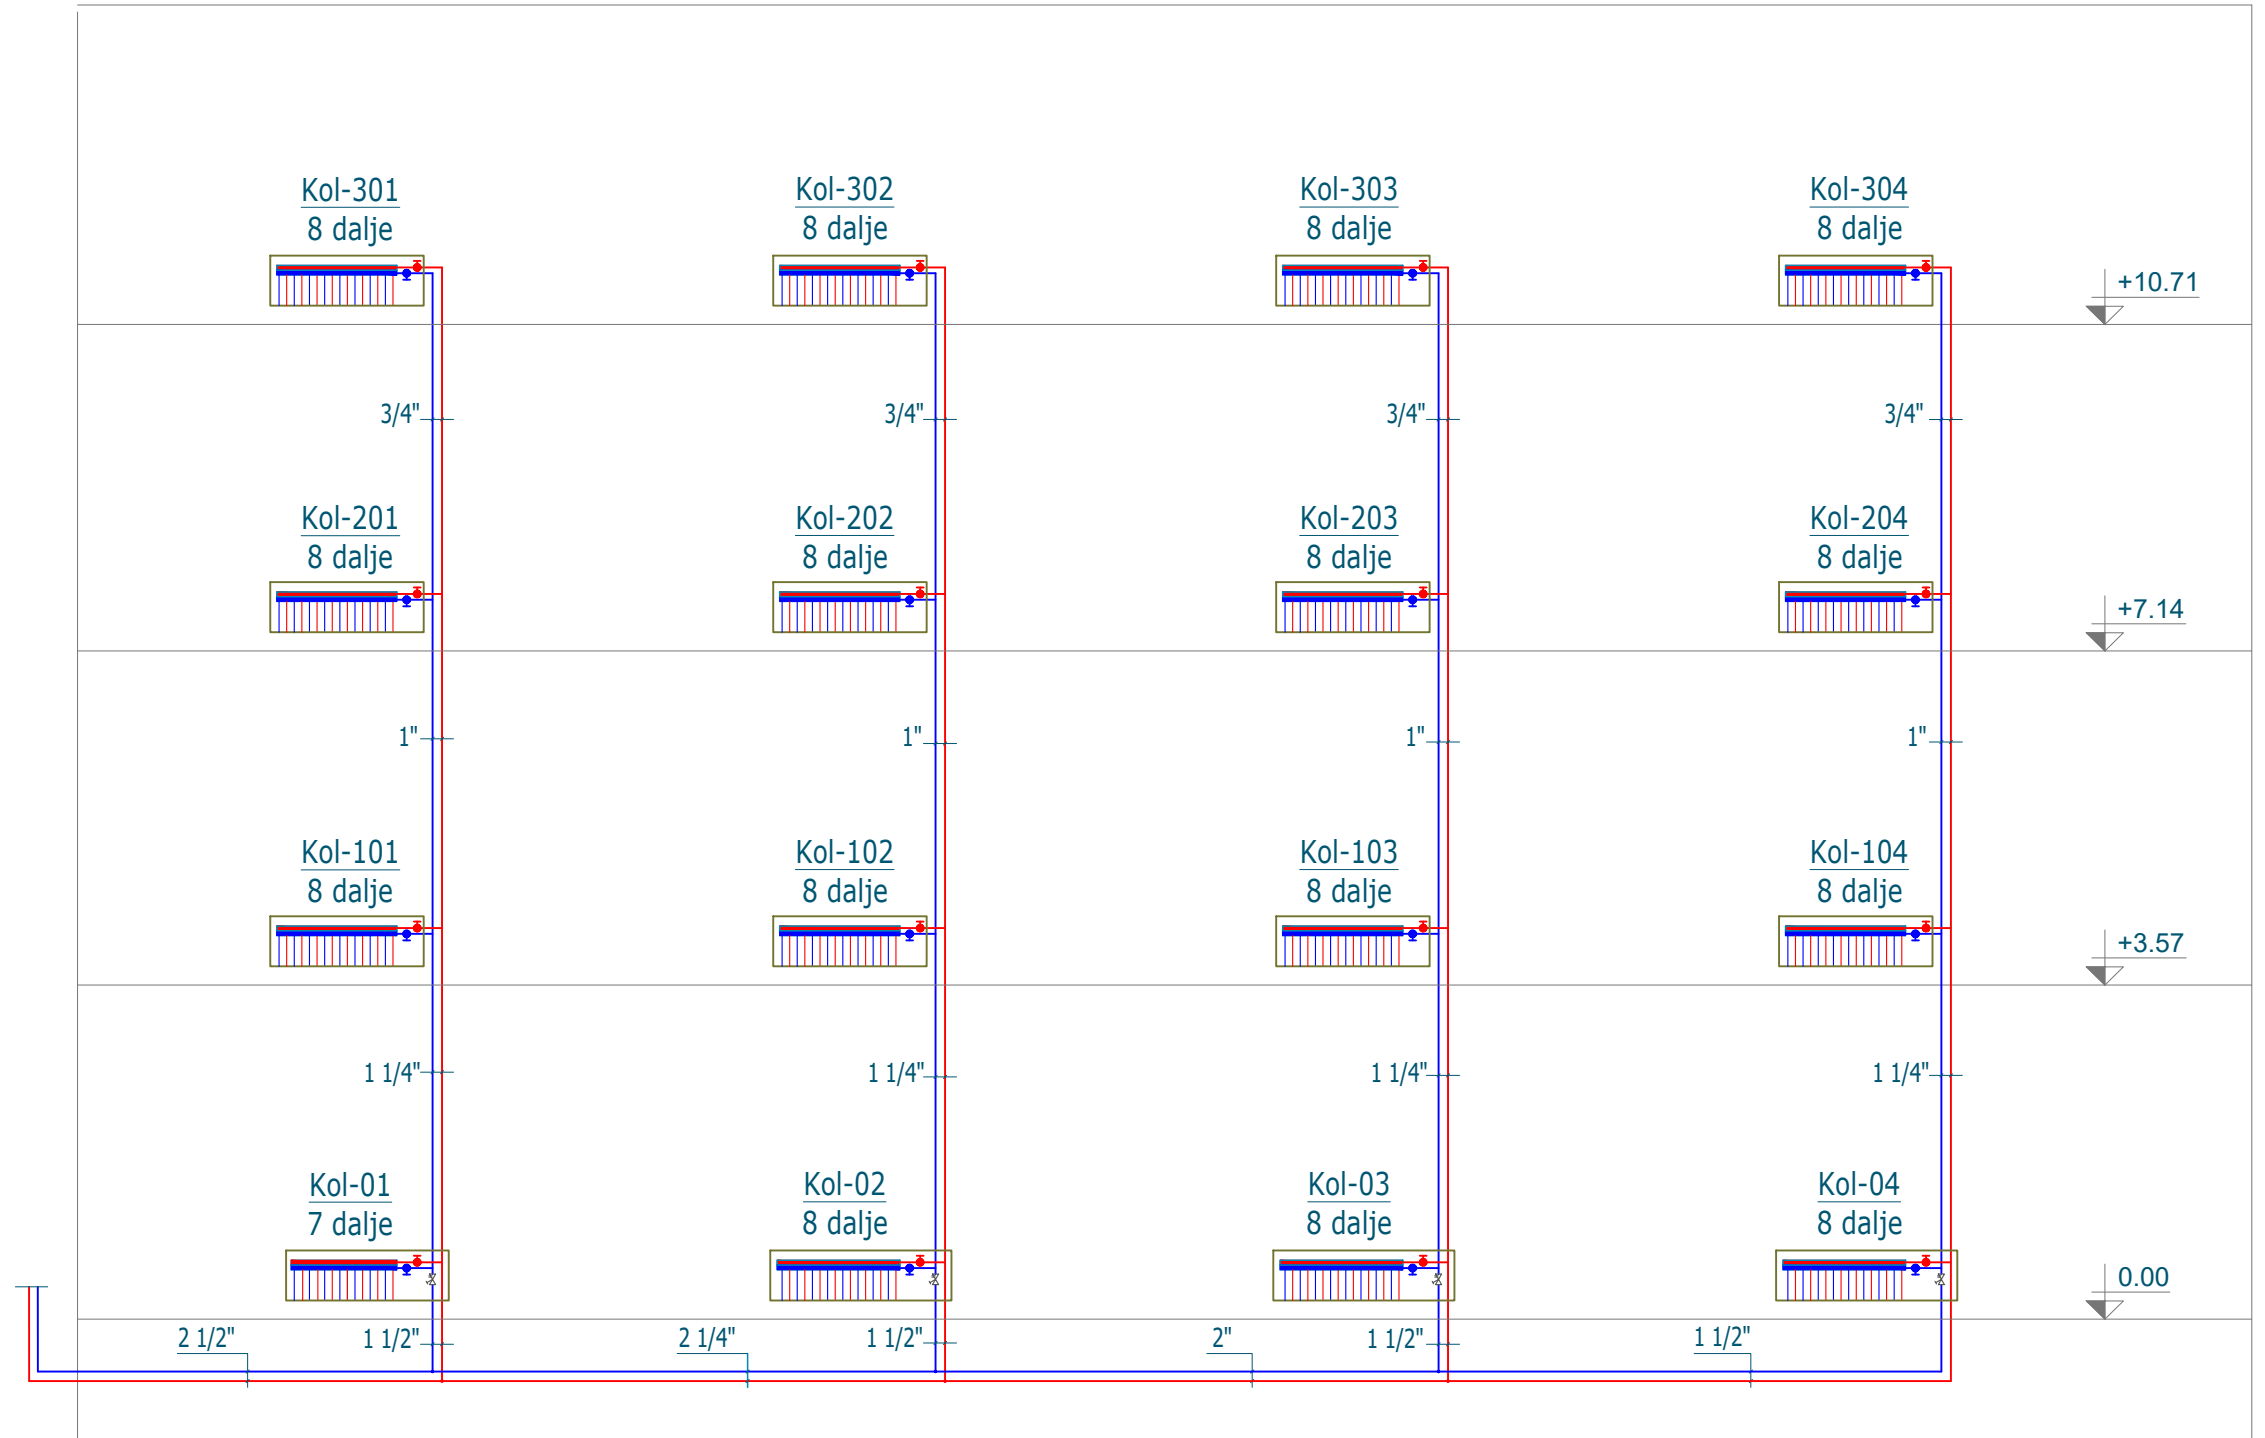 Kol-301
8 dalje
Kol-302
8 dalje
Kol-303
8 dalje
Kol-304
8 dalje
+10.71
3/4"
3/4"
3/4"
3/4"
Kol-201
8 dalje
Kol-202
8 dalje
Kol-203
8 dalje
Kol-204
8 dalje
+7.14
1"
1"
1"
1"
Kol-101
8 dalje
Kol-102
8 dalje
Kol-103
8 dalje
Kol-104
8 dalje
+3.57
1 1/4"
1 1/4"
1 1/4"
1 1/4"
Kol-01
7 dalje
Kol-02
8 dalje
Kol-03
8 dalje
Kol-04
8 dalje
0.00
2 1/2"
1 1/2"
2 1/4"
1 1/2"
2"
1 1/2"
1 1/2"